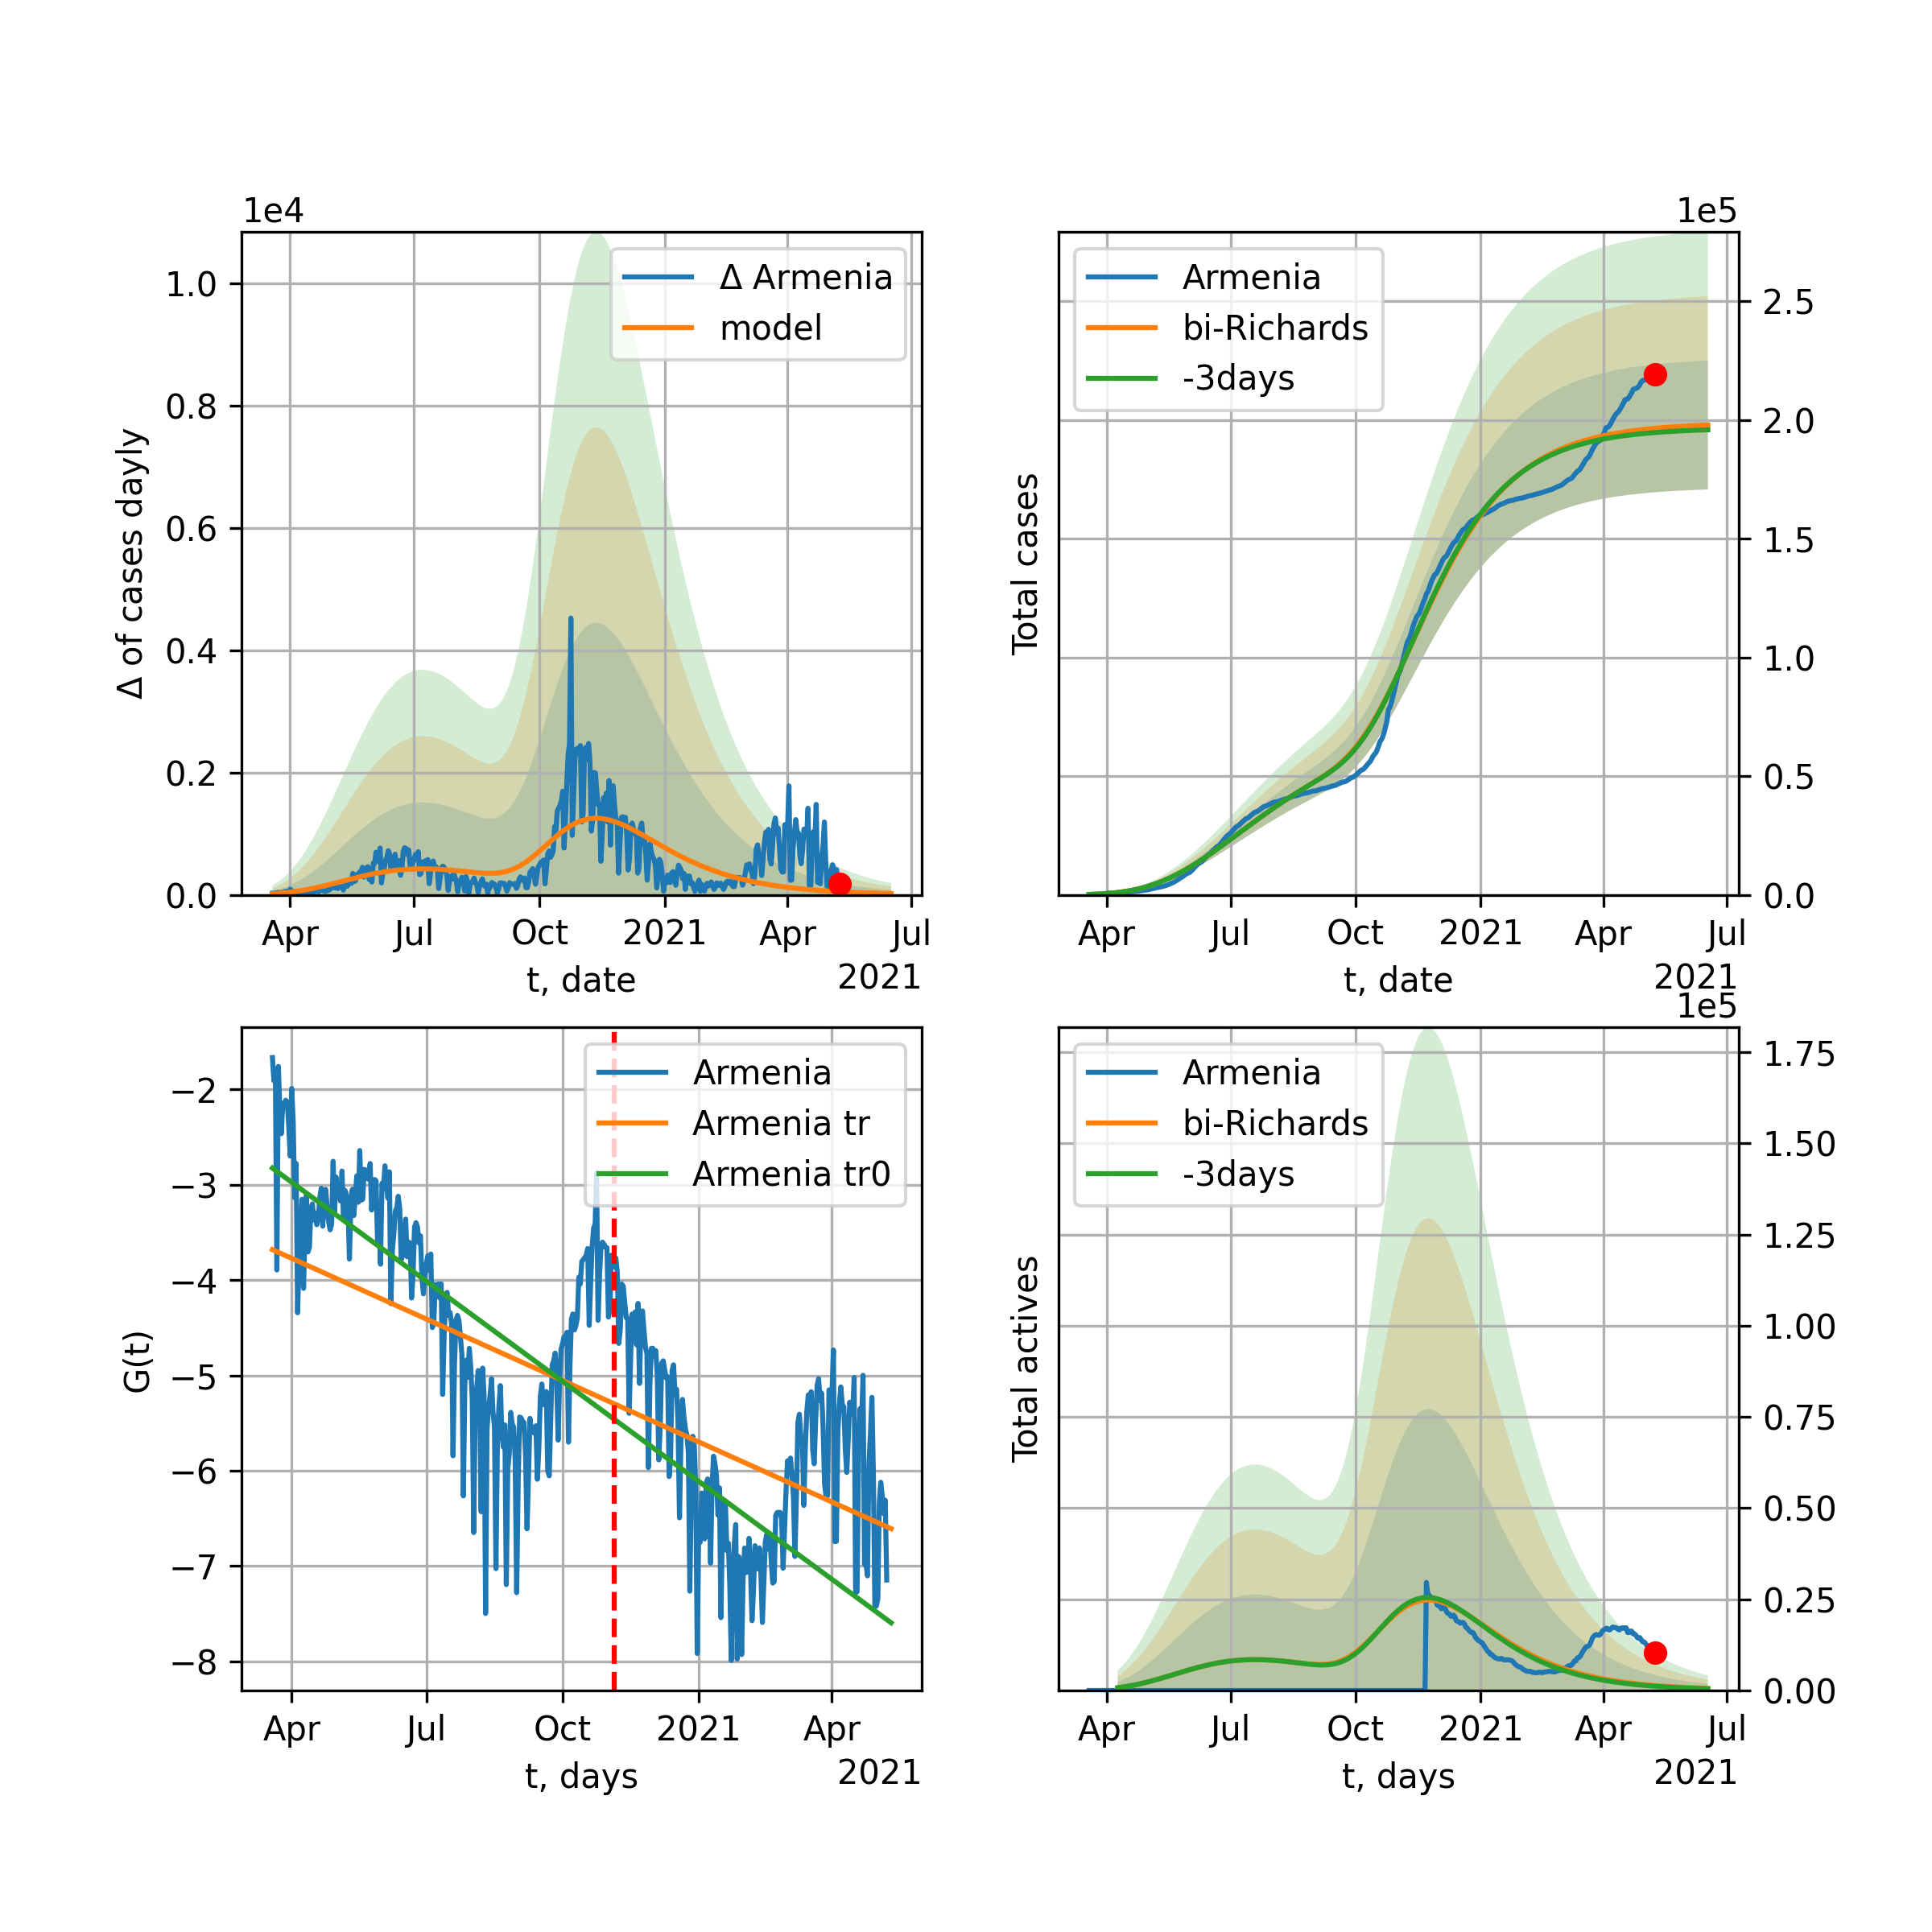 1e4
Δ of cases dayly
1.0
0.8
0.6
0.4
0.2
0.0
Δ Armenia
model
Apr Jul Oct 2021 Apr Jul
t, date
2021
1e5
Total cases
Armenia
bi-Richards
-3days
2.5
2.0
1.5
1.0
0.5
0.0
Apr Jul Oct 2021 Apr Jul
t, date
2021
G(t)
−2
−3
−4
−5
−6
−7
−8
Armenia
Armenia tr
Armenia tr0
Apr Jul Oct 2021 Apr
t, days
2021
1e5
Total actives
Armenia
bi-Richards
-3days
1.75
1.50
1.25
1.00
0.75
0.50
0.25
0.00
Apr Jul Oct 2021 Apr Jul
t, days
2021